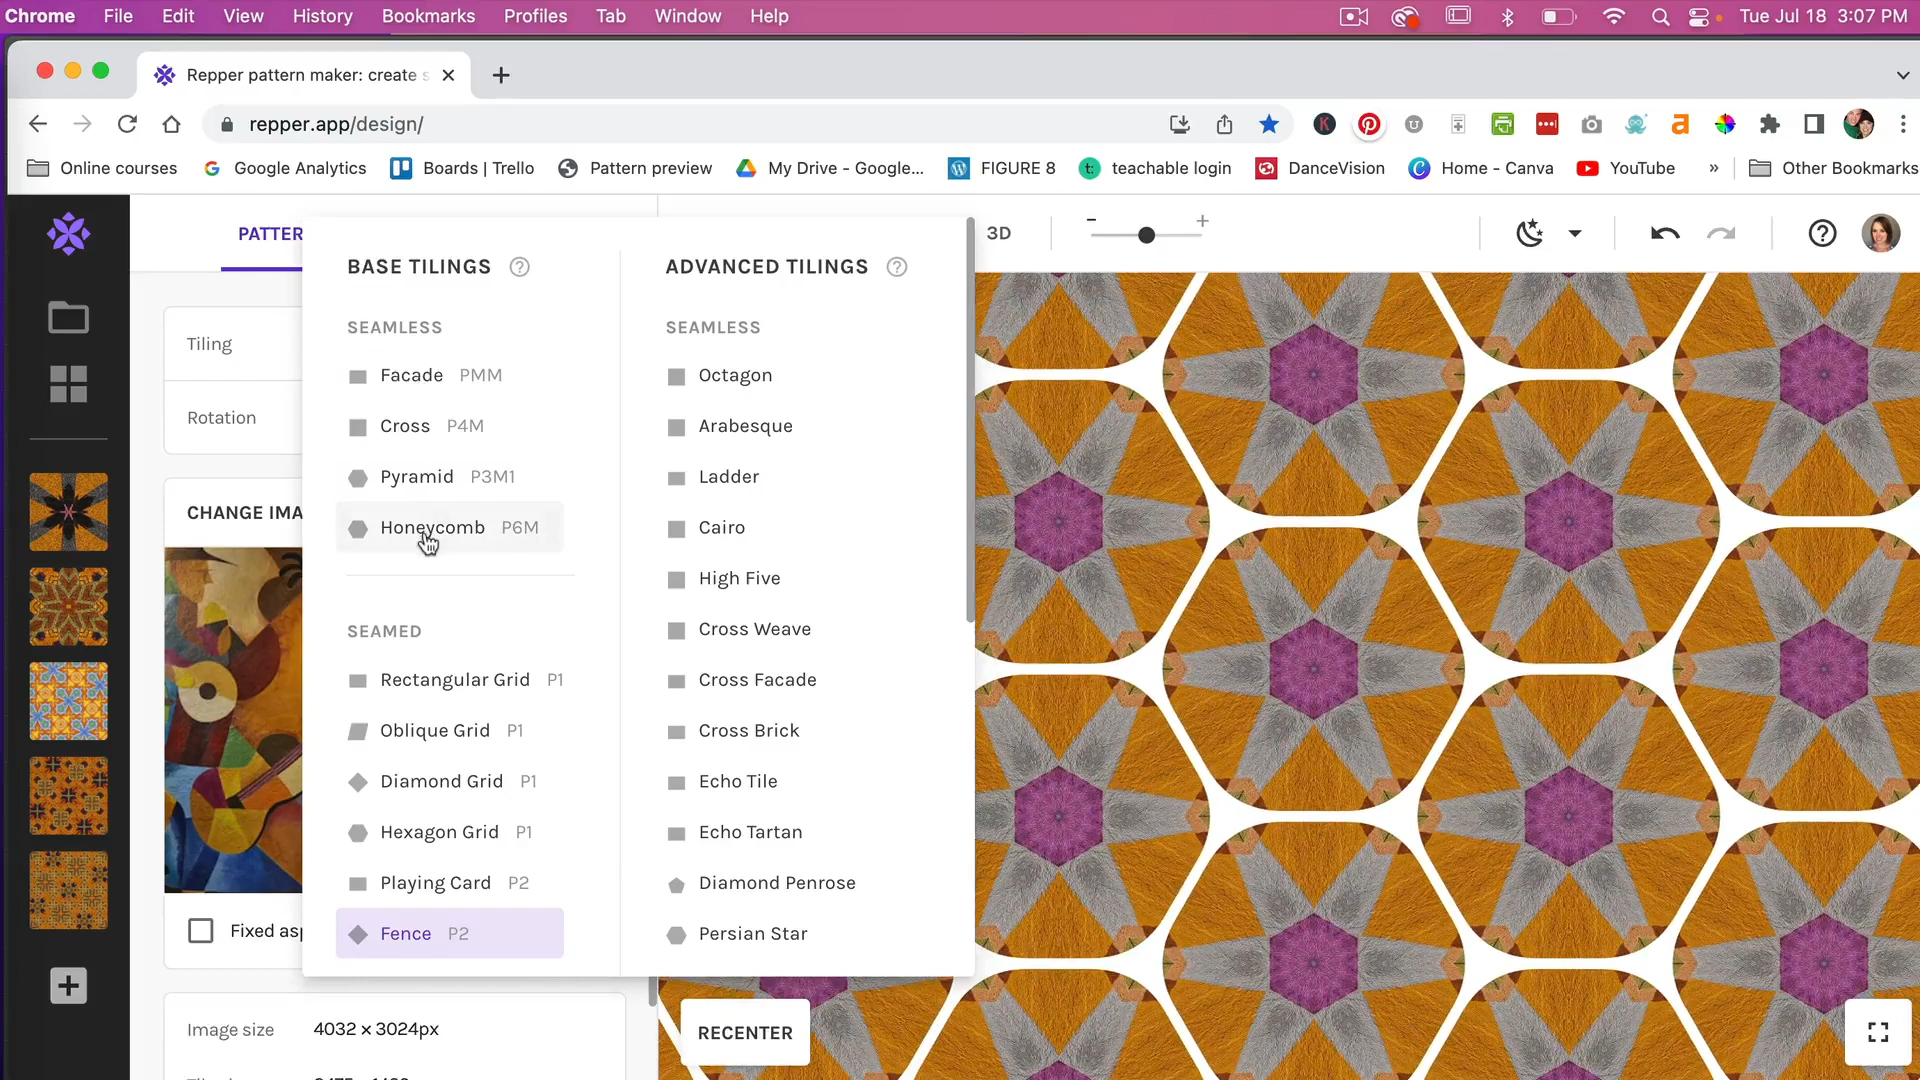 Chrome File Edit View History Bookmarks Profiles Tab Window Help Tue Jul 18 3:07 PM
Repper pattern maker: create s
repper.app/design/
Online courses Google Analytics Boards | Trello Pattern preview My Drive - Google... FIGURE 8 teachable login DanceVision Home - Canva YouTube » Other Bookmarks
PATTER 3D
BASE TILINGS ADVANCED TILINGS
SEAMLESS SEAMLESS
Tiling
Facade PMM Octagon
Rotation
Cross P4M Arabesque
Pyramid P3M1 Ladder
CHANGE IMA
Honeycomb P6M Cairo
High Five
SEAMED Cross Weave
Rectangular Grid P1 Cross Facade
Oblique Grid P1 Cross Brick
Diamond Grid P1 Echo Tile
Hexagon Grid P1 Echo Tartan
Playing Card P2 Diamond Penrose
Fixed asp
Fence P2 Persian Star
Image size 4032 x 3024px
RECENTER